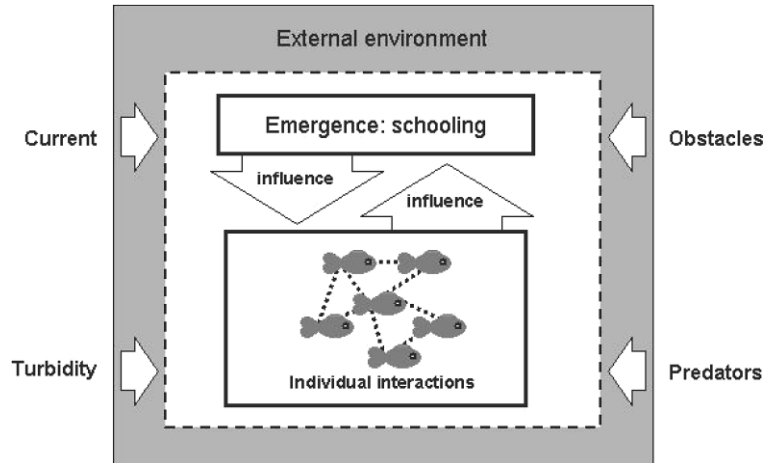 External environment
Emergence: schooling
Current
Obstacles
influence
influence
Individual interactions
Turbidity
Predators